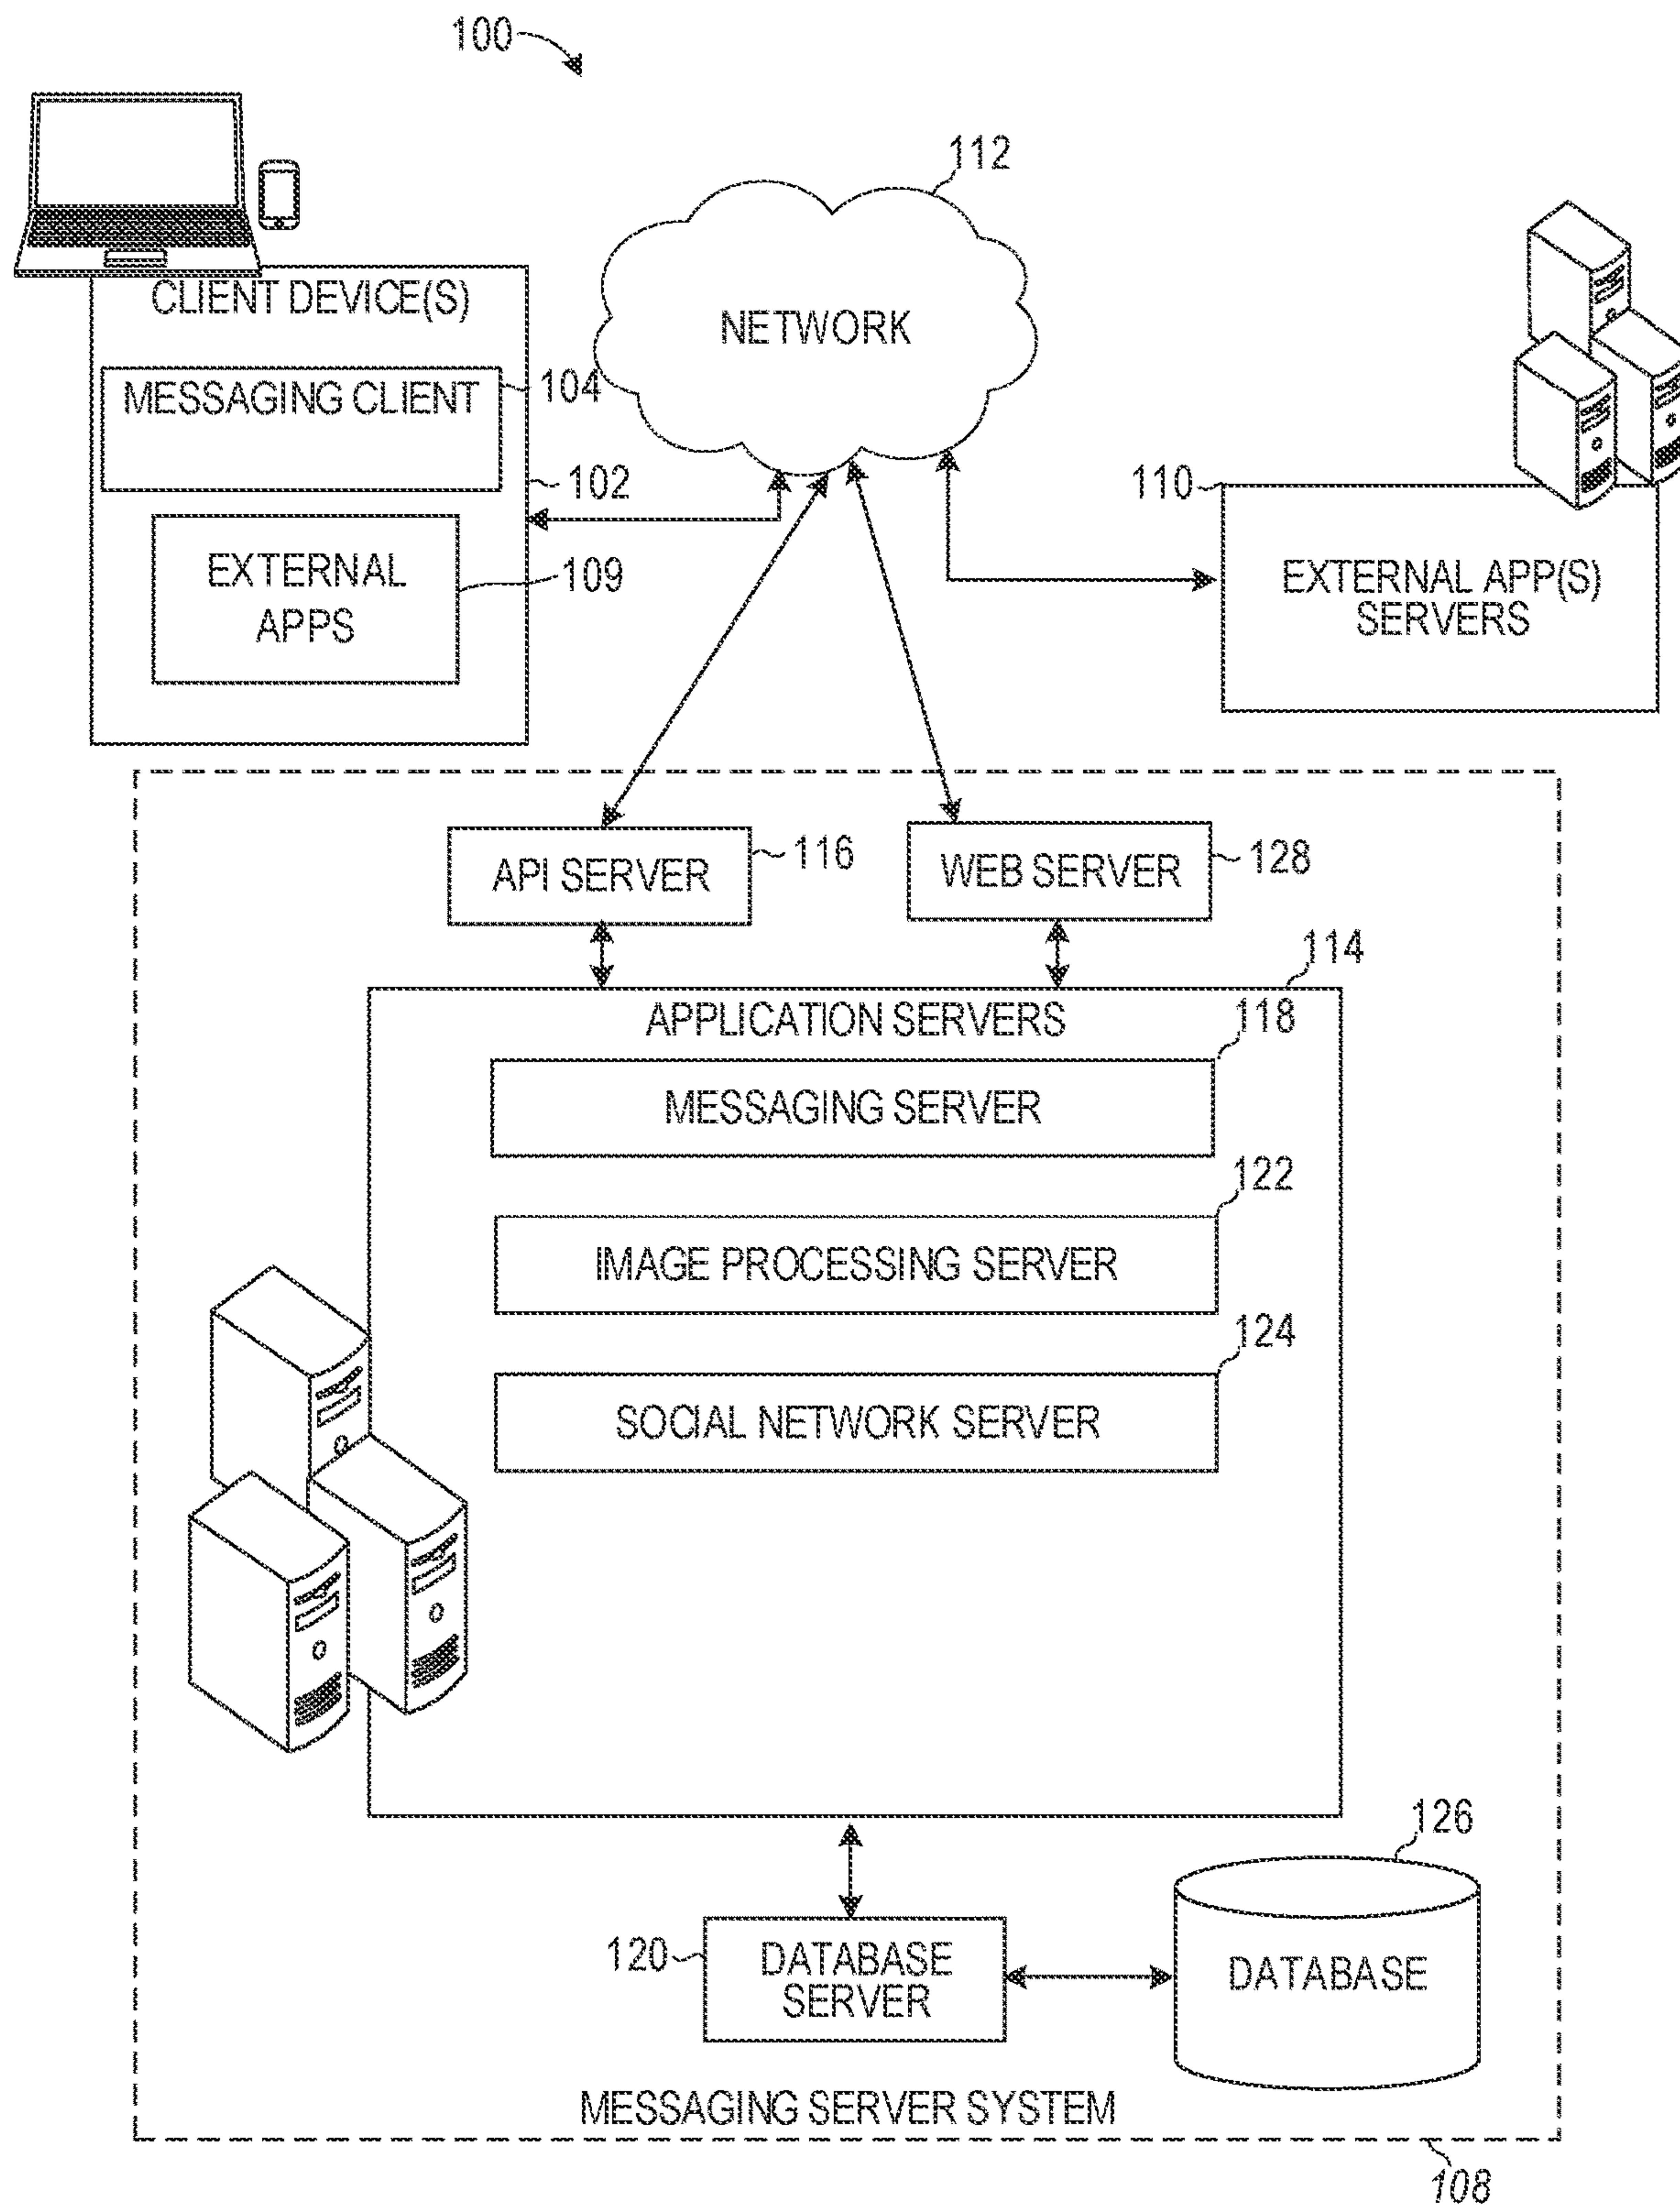 100
112
CLIENT DEVICE(S)
NETWORK
MESSAGING CLIENT
104
102
110
EXTERNAL
APPS
109
EXTERNAL APP(S)
SERVERS
API SERVER
116
WEB SERVER
128
114
APPLICATION SERVERS
118
MESSAGING SERVER
122
IMAGE PROCESSING SERVER
124
SOCIAL NETWORK SERVER
126
120
DATABASE
SERVER
DATABASE
MESSAGING SERVER SYSTEM
108